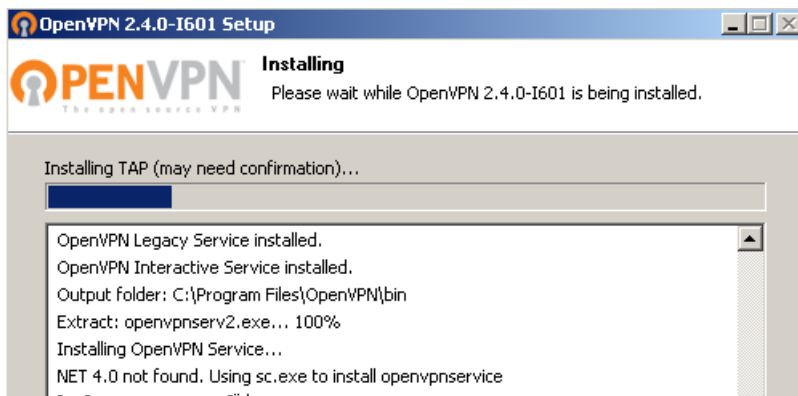 OpenVPN 2.4.0-I601 Setup
OPENVPN
The open source VPN
Installing
Please wait while OpenVPN 2.4.0-I601 is being installed.
Installing TAP (may need confirmation)...
OpenVPN Legacy Service installed.
OpenVPN Interactive Service installed.
Output folder: C:\Program Files\OpenVPN\bin
Extract: openvpnserv2.exe... 100%
Installing OpenVPN Service...
NET 4.0 not found. Using sc.exe to install openvpnservice